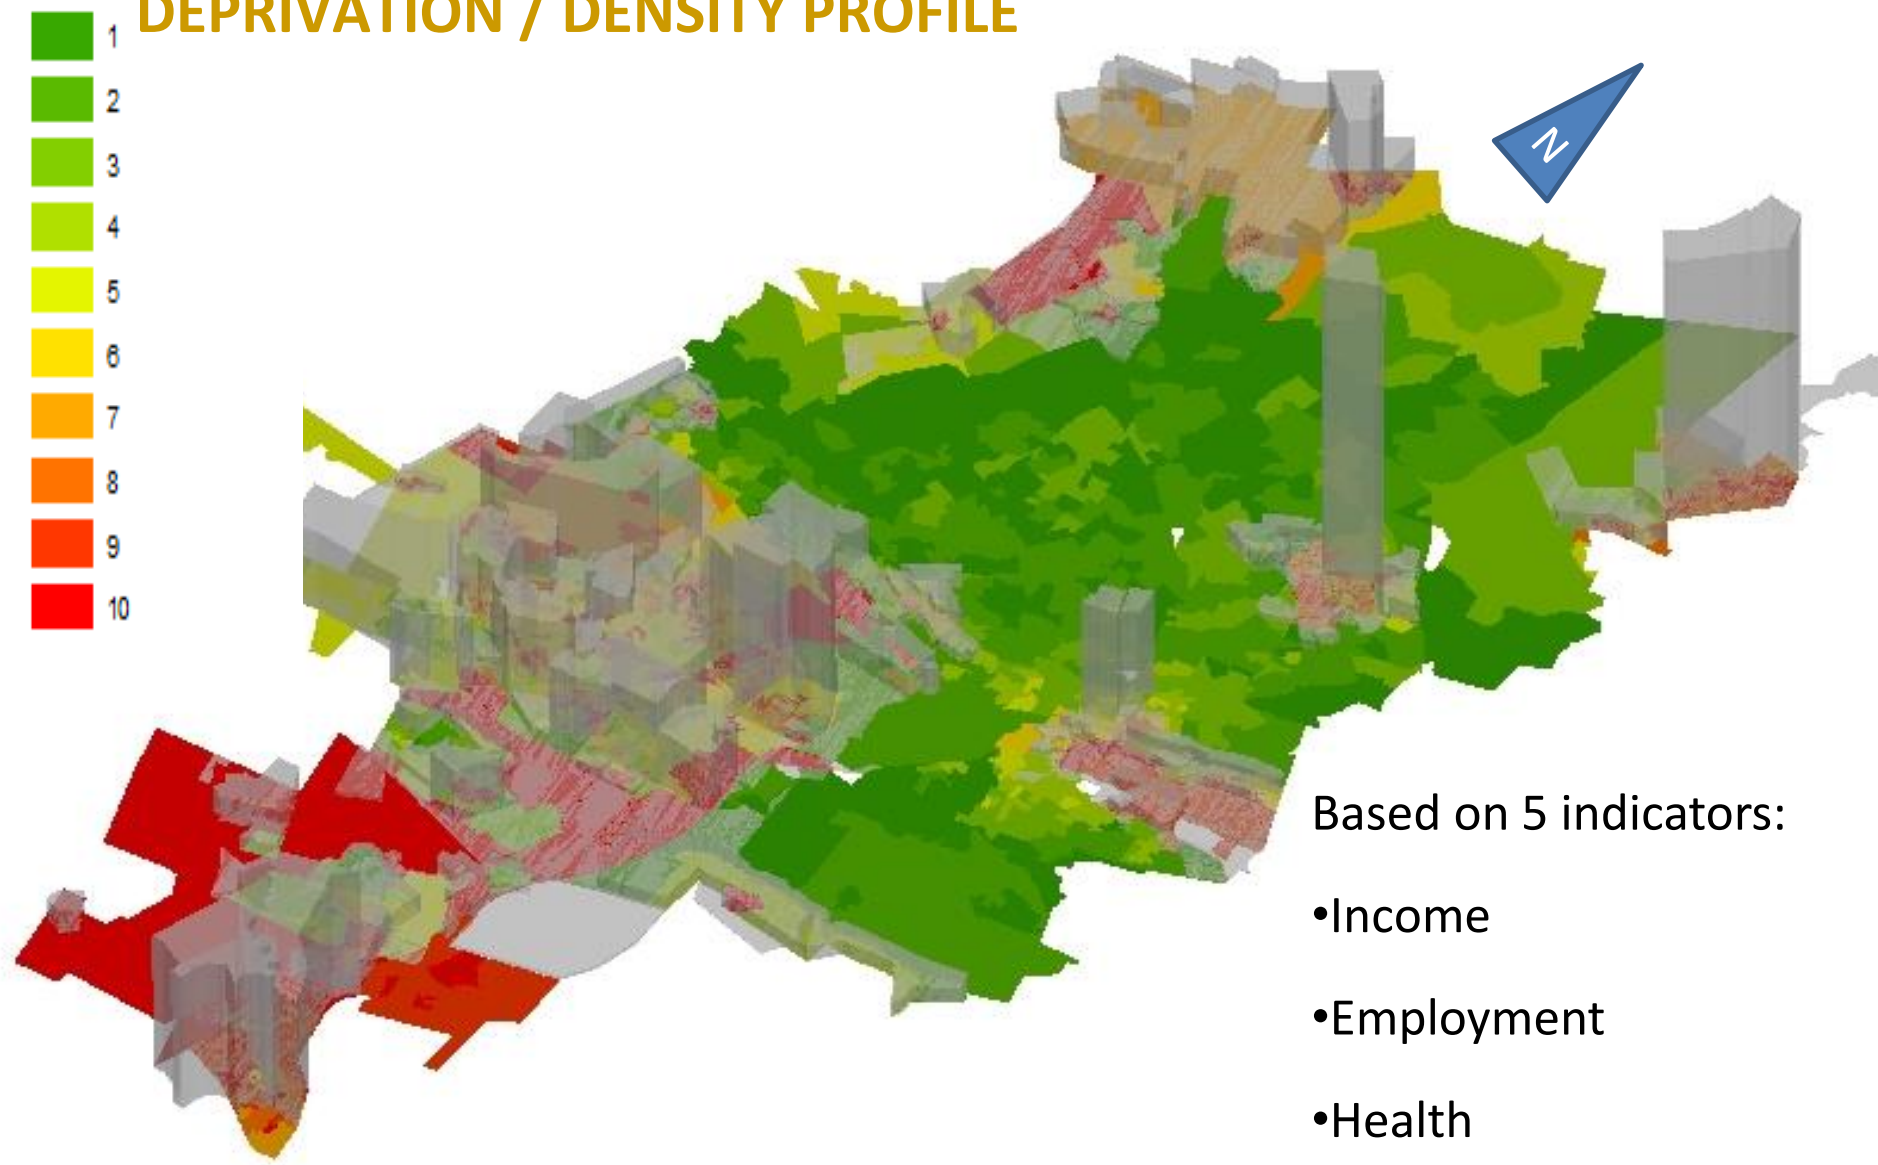 DEPRIVATION / DENSITY PROFILE
1
2
3
4
5
6
7
8
9
10
N
Based on 5 indicators:
•Income
•Employment
•Health